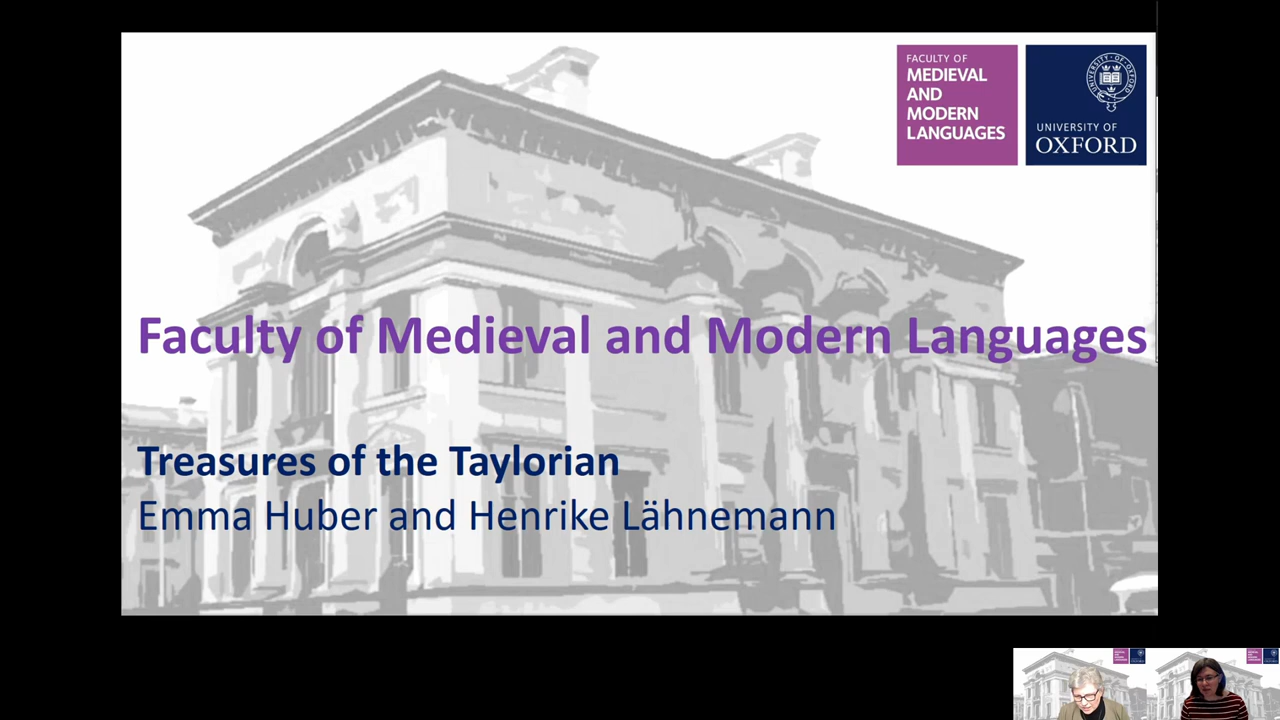 FACULTY OF
MEDIEVAL
AND
MODERN
LANGUAGES
UNIVERSITY OF
OXFORD
Faculty of Medieval and Modern Languages
Treasures of the Taylorian
Emma Huber and Henrike Lähnemann